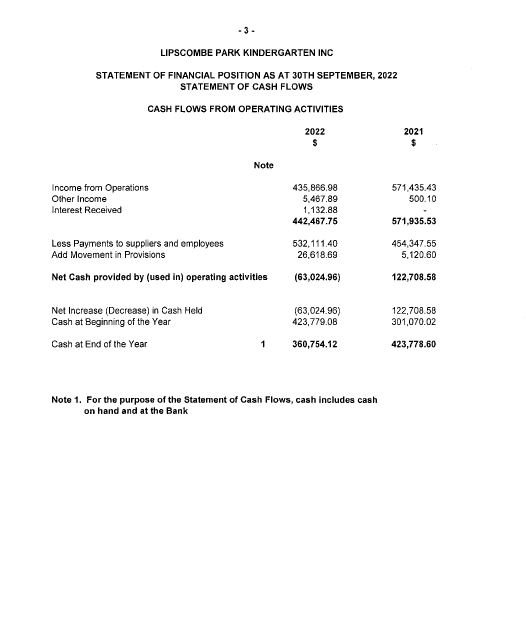 - 3 -
LIPSCOMBE PARK KINDERGARTEN INC
STATEMENT OF FINANCIAL POSITION AS AT 30TH SEPTEMBER, 2022
STATEMENT OF CASH FLOWS
CASH FLOWS FROM OPERATING ACTIVITIES
2022 2021
$ $
Note
Income from Operations 435,866.98 571,435.43
Other Income 5,467.89 500.10
Interest Received 1,132.88 -
442,467.75 571,935.53
Less Payments to suppliers and employees 532,111.40 454,347.55
Add Movement in Provisions 26,618.69 5,120.60
Net Cash provided by (used in) operating activities (63,024.96) 122,708.58
Net Increase (Decrease) in Cash Held (63,024.96) 122,708.58
Cash at Beginning of the Year 423,779.08 301,070.02
Cash at End of the Year 1 360,754.12 423,778.60
Note 1. For the purpose of the Statement of Cash Flows, cash includes cash
on hand and at the Bank